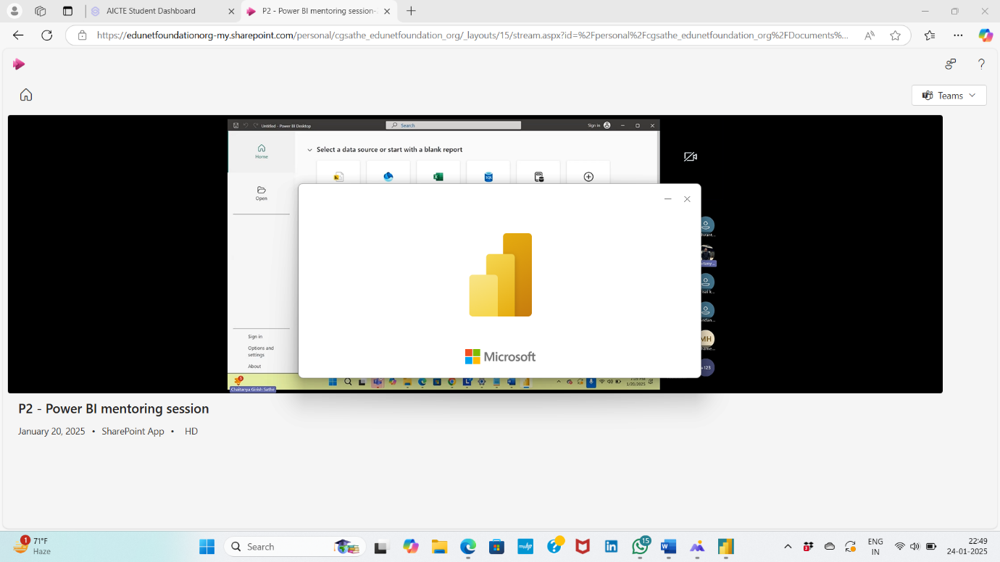 AICTE Student Dashboard
P2 - Power BI mentoring session-
https://edunetfoundationorg-my.sharepoint.com/personal/cgsathe_edunetfoundation_org/_layouts/15/stream.aspx?id=%2Fpersonal%2Fcgsathe_edunetfoundation_org%2FDocuments%...
Teams
Untitled - Power BI Desktop
Search
Sign in
Home
Select a data source or start with a blank report
SQL
Open
Microsoft
MH
+123
Sign in
Options and
settings
About
Chaitanya Girish Sathe
1/20/2025
P2 - Power BI mentoring session
January 20, 2025 • SharePoint App • HD
1
71°F
Haze
Search
myhp
15
ENG
IN
22:49
24-01-2025